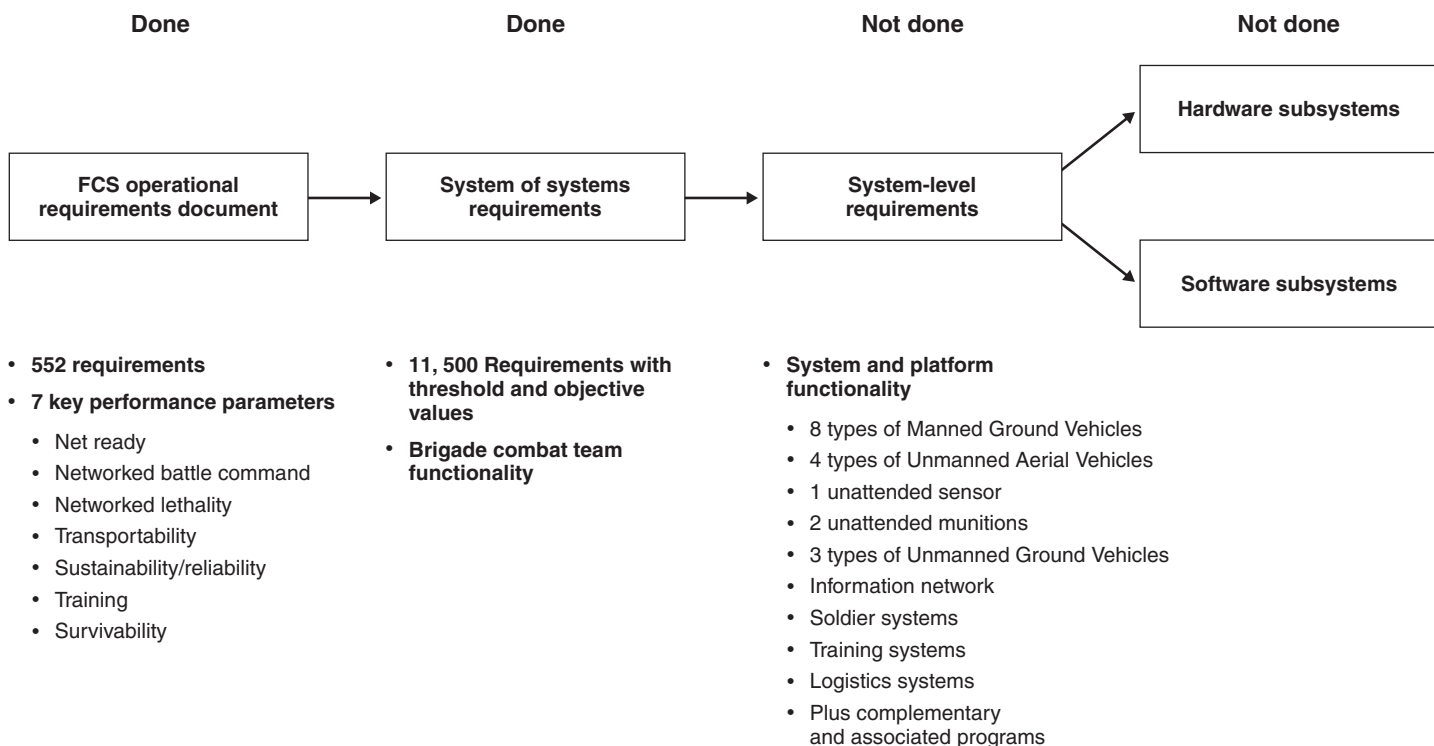 Done
Done
Not done
Not done
Hardware subsystems
FCS operational
requirements document
System of systems
requirements
System-level
requirements
Software subsystems
• 552 requirements
• 7 key performance parameters
• Net ready
• Networked battle command
• Networked lethality
• Transportability
• Sustainability/reliability
• Training
• Survivability
• 11, 500 Requirements with
threshold and objective
values
• Brigade combat team
functionality
• System and platform
functionality
• 8 types of Manned Ground Vehicles
• 4 types of Unmanned Aerial Vehicles
• 1 unattended sensor
• 2 unattended munitions
• 3 types of Unmanned Ground Vehicles
• Information network
• Soldier systems
• Training systems
• Logistics systems
• Plus complementary
and associated programs